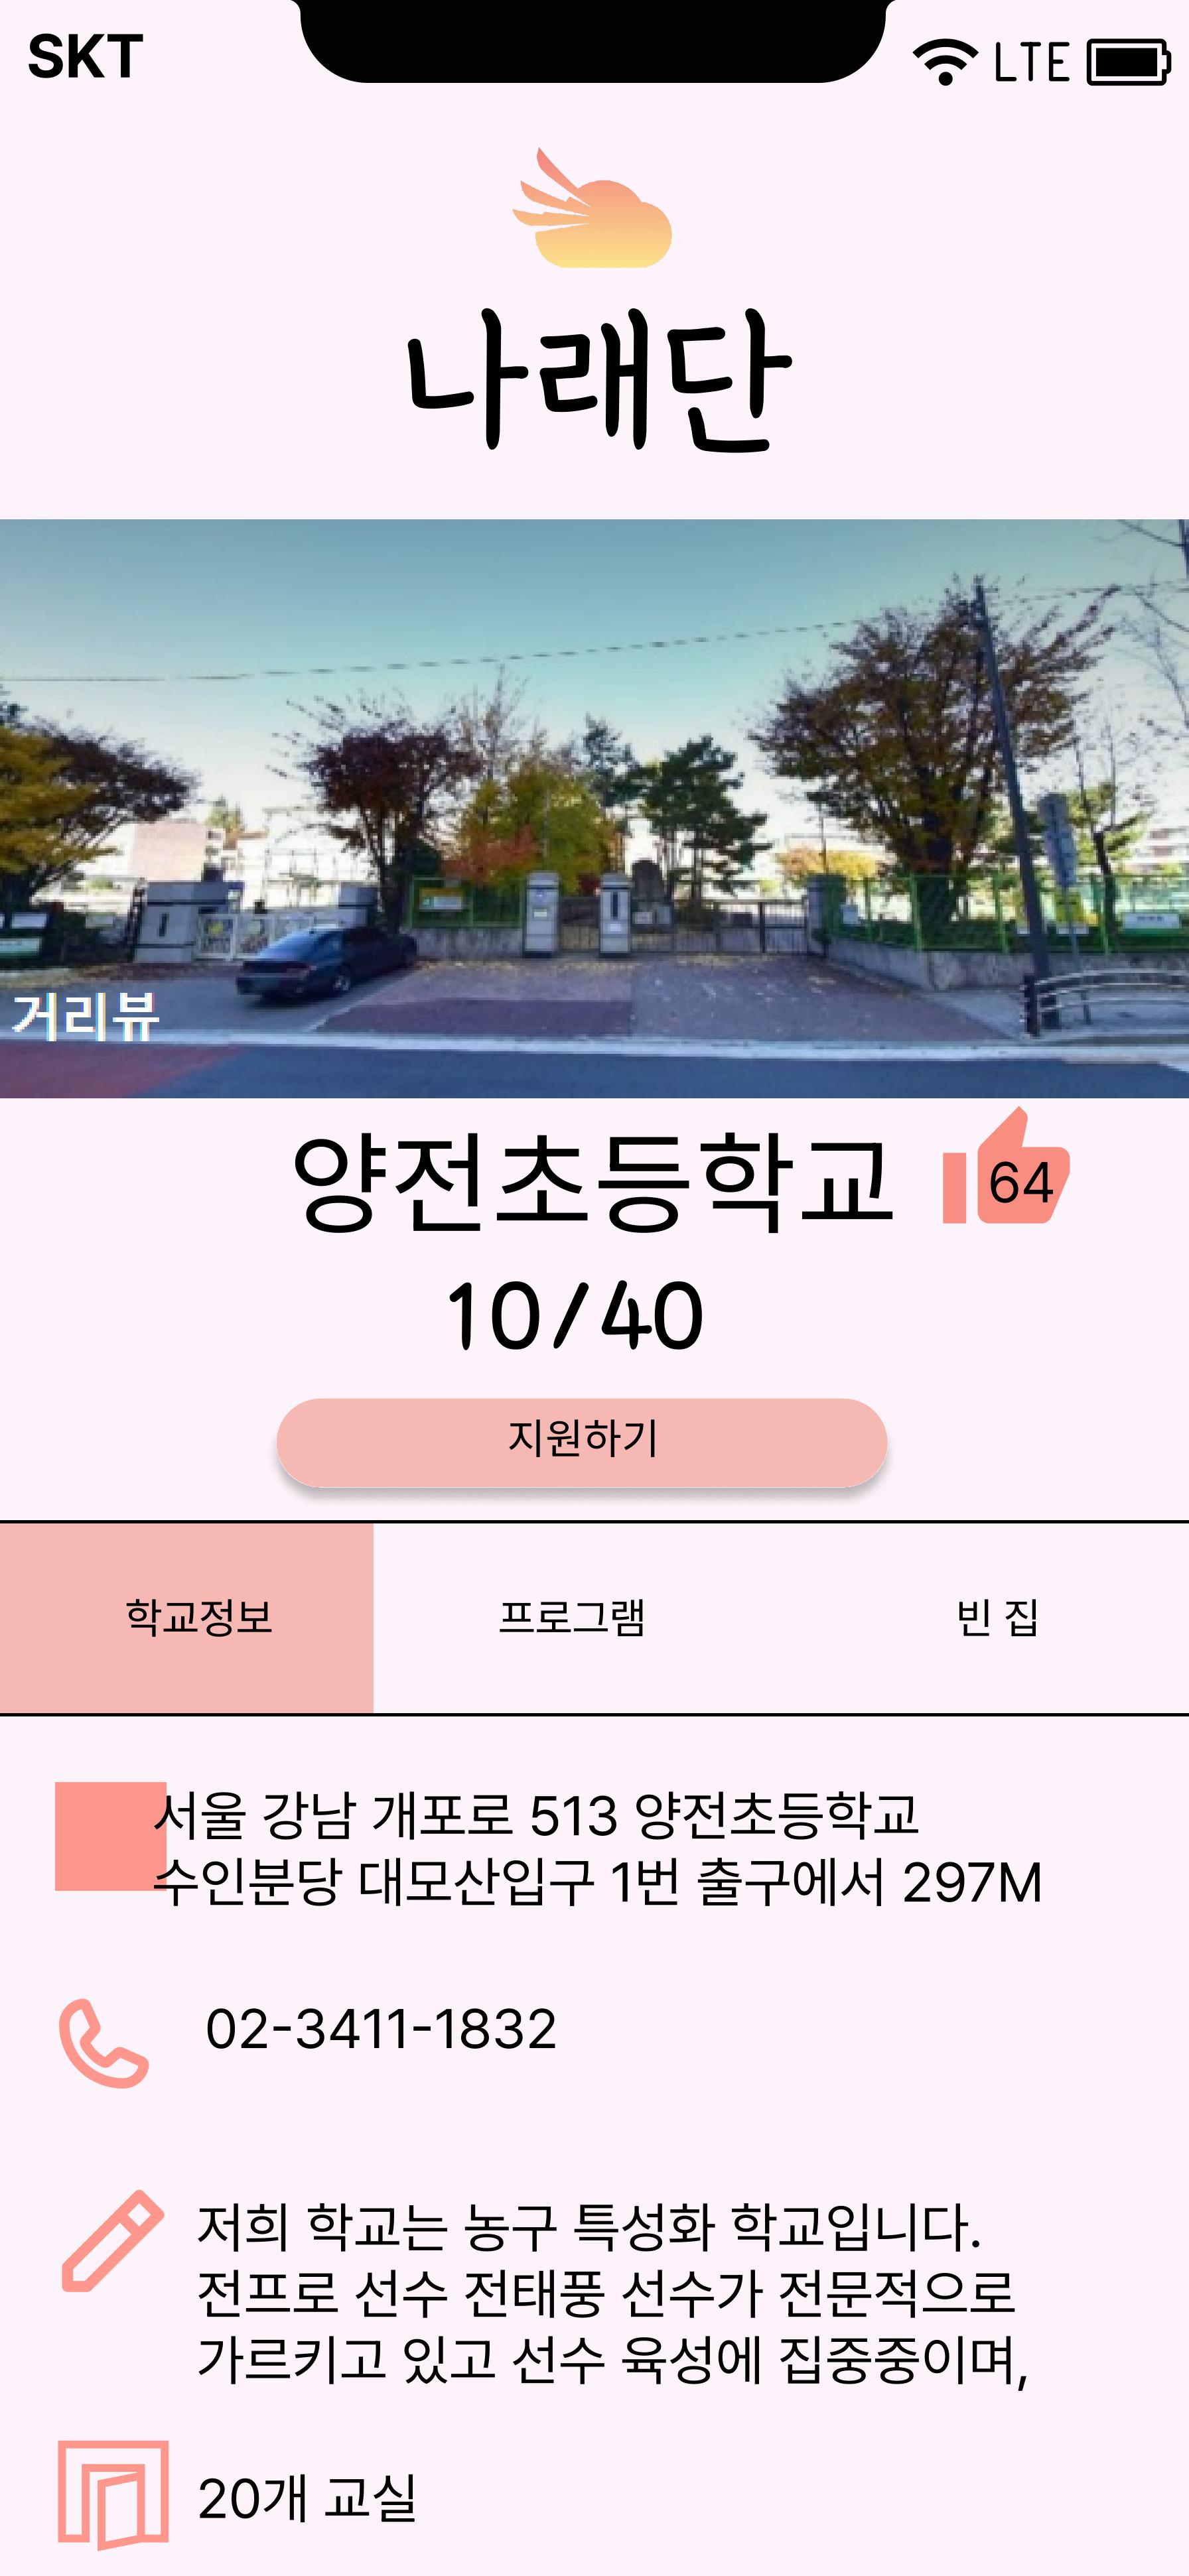 SKT
LTE
나래단
거리뷰
양전초등학교
64
10/40
지원하기
학교정보 프로그램 빈 집
서울 강남 개포로 513 양전초등학교
수인분당 대모산입구 1번 출구에서 297M
02-3411-1832
저희 학교는 농구 특성화 학교입니다.
전프로 선수 전태풍 선수가 전문적으로
가르키고 있고 선수 육성에 집중중이며,
20개 교실